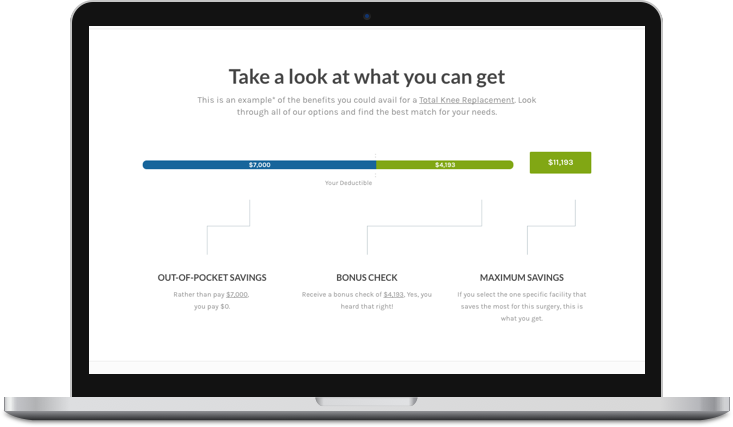 Take a look at what you can get
This is an example* of the benefits you could avail for a Total Knee Replacement. Look
through all of our options and find the best match for your needs.
$7,000
$4,193
$11,193
Your Deductible
OUT-OF-POCKET SAVINGS
Rather than pay $7,000,
you pay $0.
BONUS CHECK
Receive a bonus check of $4,193. Yes, you
heard that right!
MAXIMUM SAVINGS
If you select the one specific facility that
saves the most for this surgery, this is
what you get.